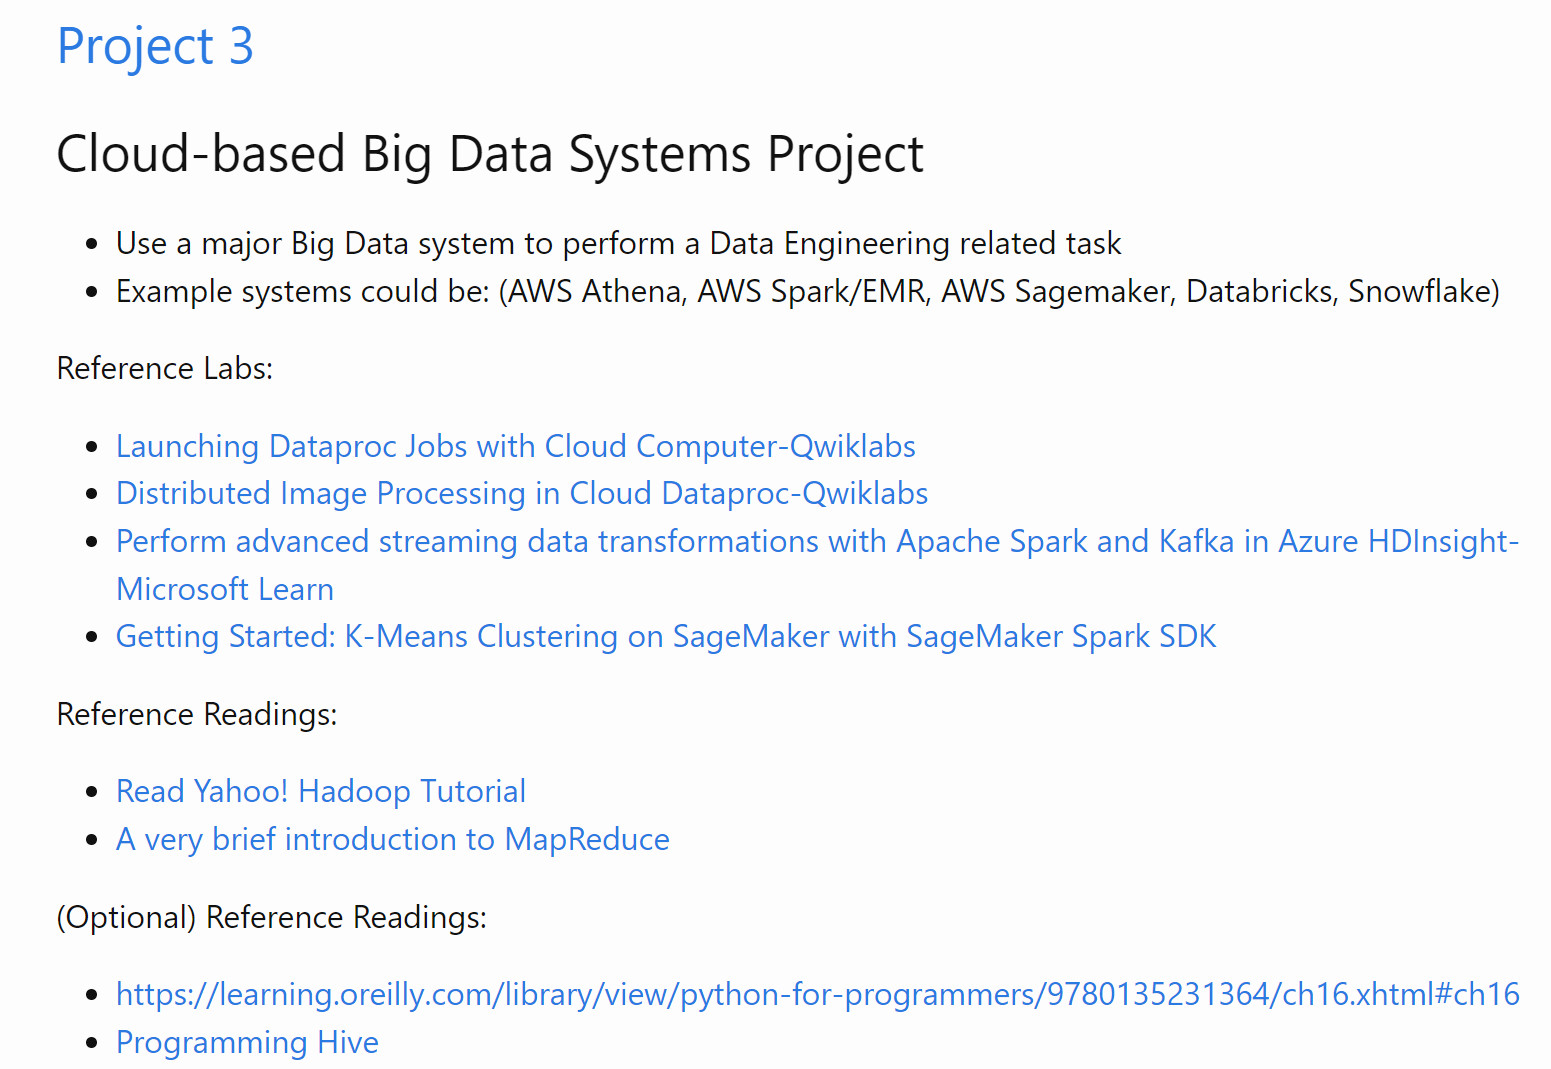 Project 3
Cloud-based Big Data Systems Project
Use a major Big Data system to perform a Data Engineering related task
Example systems could be: (AWS Athena, AWS Spark/EMR, AWS Sagemaker, Databricks, Snowflake)
Reference Labs:
Launching Dataproc Jobs with Cloud Computer-Qwiklabs
Distributed Image Processing in Cloud Dataproc-Qwiklabs
Perform advanced streaming data transformations with Apache Spark and Kafka in Azure HDInsight-
Microsoft Learn
Getting Started: K-Means Clustering on SageMaker with SageMaker Spark SDK
Reference Readings:
Read Yahoo! Hadoop Tutorial
A very brief introduction to MapReduce
(Optional) Reference Readings:
https://learning.oreilly.com/library/view/python-for-programmers/9780135231364/ch16.xhtml#ch16
Programming Hive